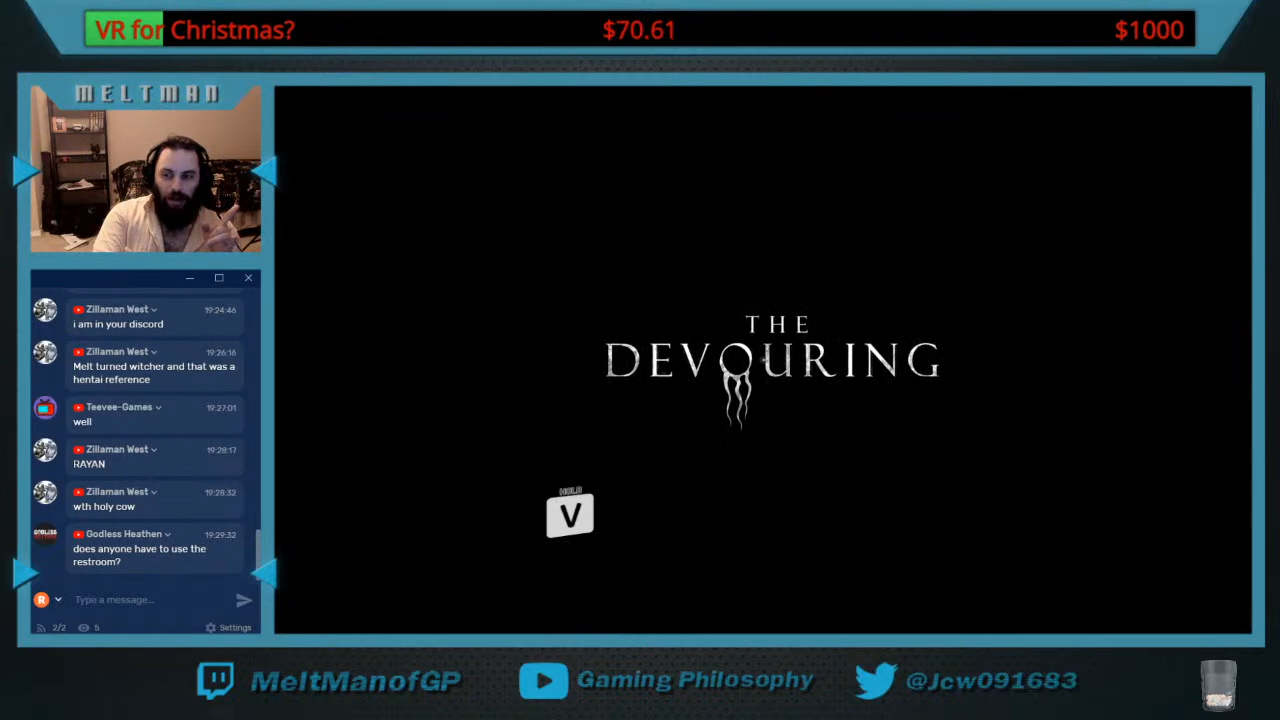 VR for Christmas?
$70.61
$1000
MELTMAN
Zillaman West
19:24:46
i am in your discord
Zillaman West
19:26:16
Melt turned witcher and that was a
hentai reference
Teevee-Games
19:27:01
well
Zillaman West
19:28:17
RAYAN
Zillaman West
19:28:32
wth holy cow
Godless Heathen
19:29:32
does anyone have to use the
restroom?
R
Type a message...
2/2
5
Settings
THE
DEVOURING
HOLD
V
MeltManofGP
Gaming Philosophy
@Jcw091683